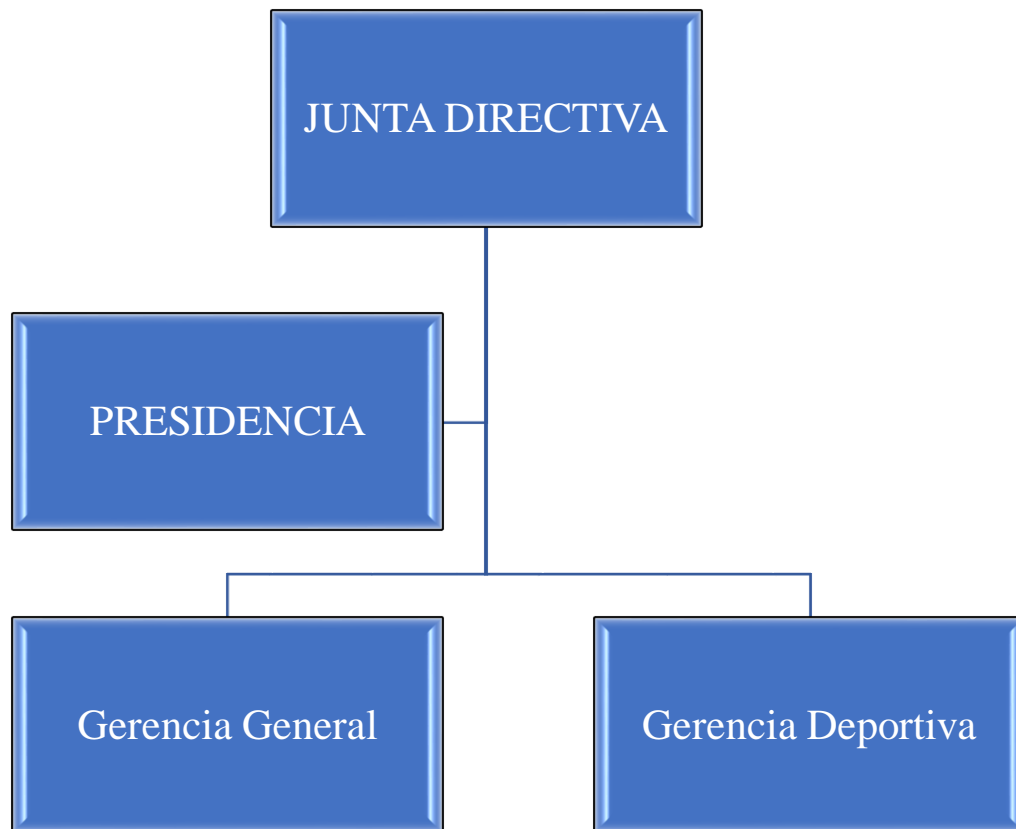 JUNTA DIRECTIVA
PRESIDENCIA
Gerencia General
Gerencia Deportiva